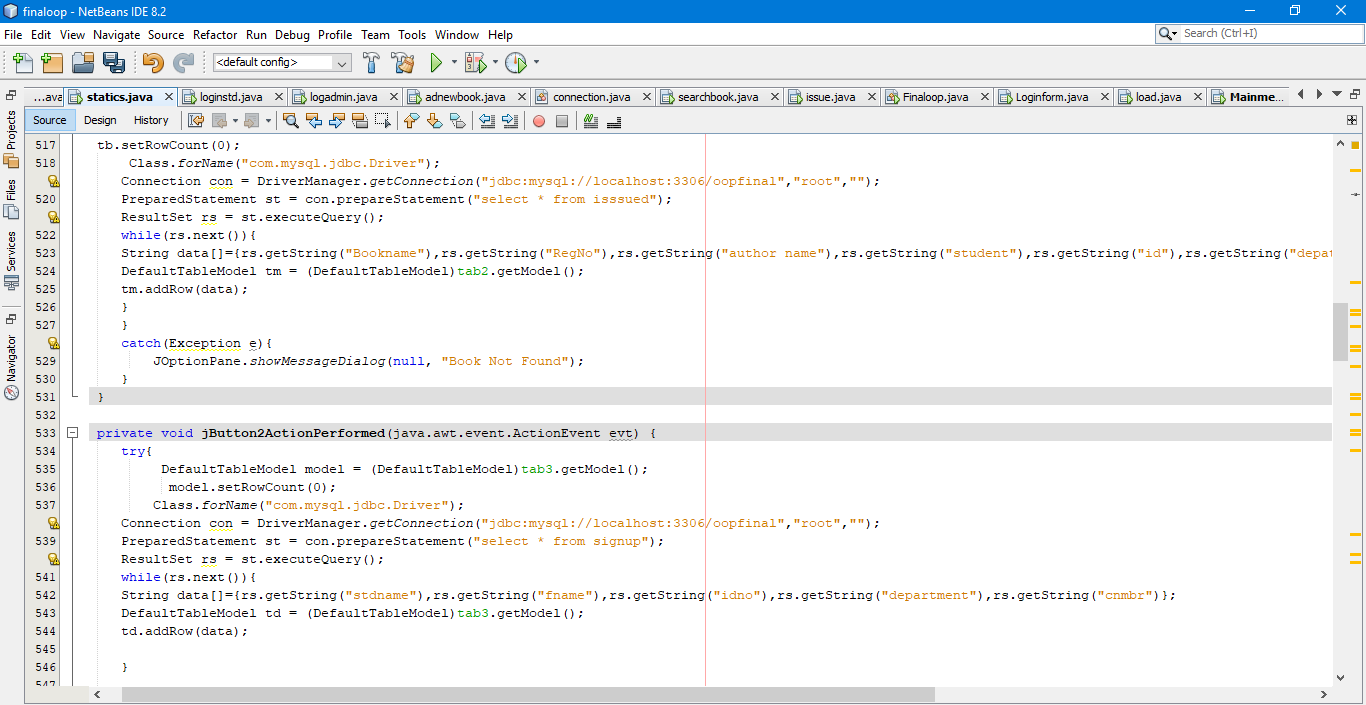 finaloop - NetBeans IDE 8.2
File Edit View Navigate Source Refactor Run Debug Profile Team Tools Window Help
Search (Ctrl+I)
<default config>
...ava statics.java loginstd.java logadmin.java adnewbook.java connection.java searchbook.java issue.java Finaloop.java Loginform.java load.java Mainme...
Source Design History
Projects
Files
Services
Navigator
517 tb.setRowCount(0);
518 Class.forName("com.mysql.jdbc.Driver");
Connection con = DriverManager.getConnection("jdbc:mysql://localhost:3306/oopfinal","root","");
520 PreparedStatement st = con.prepareStatement("select * from isssued");
ResultSet rs = st.executeQuery();
522 while(rs.next()){
523 String data[]={rs.getString("Bookname"),rs.getString("RegNo"),rs.getString("author name"),rs.getString("student"),rs.getString("id"),rs.getString("depa
524 DefaultTableModel tm = (DefaultTableModel)tab2.getModel();
525 tm.addRow(data);
526 }
527 }
catch(Exception e){
529 JOptionPane.showMessageDialog(null, "Book Not Found");
530 }
531 }
532
533 private void jButton2ActionPerformed(java.awt.event.ActionEvent evt) {
534 try{
535 DefaultTableModel model = (DefaultTableModel)tab3.getModel();
536 model.setRowCount(0);
537 Class.forName("com.mysql.jdbc.Driver");
Connection con = DriverManager.getConnection("jdbc:mysql://localhost:3306/oopfinal","root","");
539 PreparedStatement st = con.prepareStatement("select * from signup");
ResultSet rs = st.executeQuery();
541 while(rs.next()){
542 String data[]={rs.getString("stdname"),rs.getString("fname"),rs.getString("idno"),rs.getString("department"),rs.getString("cnmbr")};
543 DefaultTableModel td = (DefaultTableModel)tab3.getModel();
544 td.addRow(data);
545
546 }
547